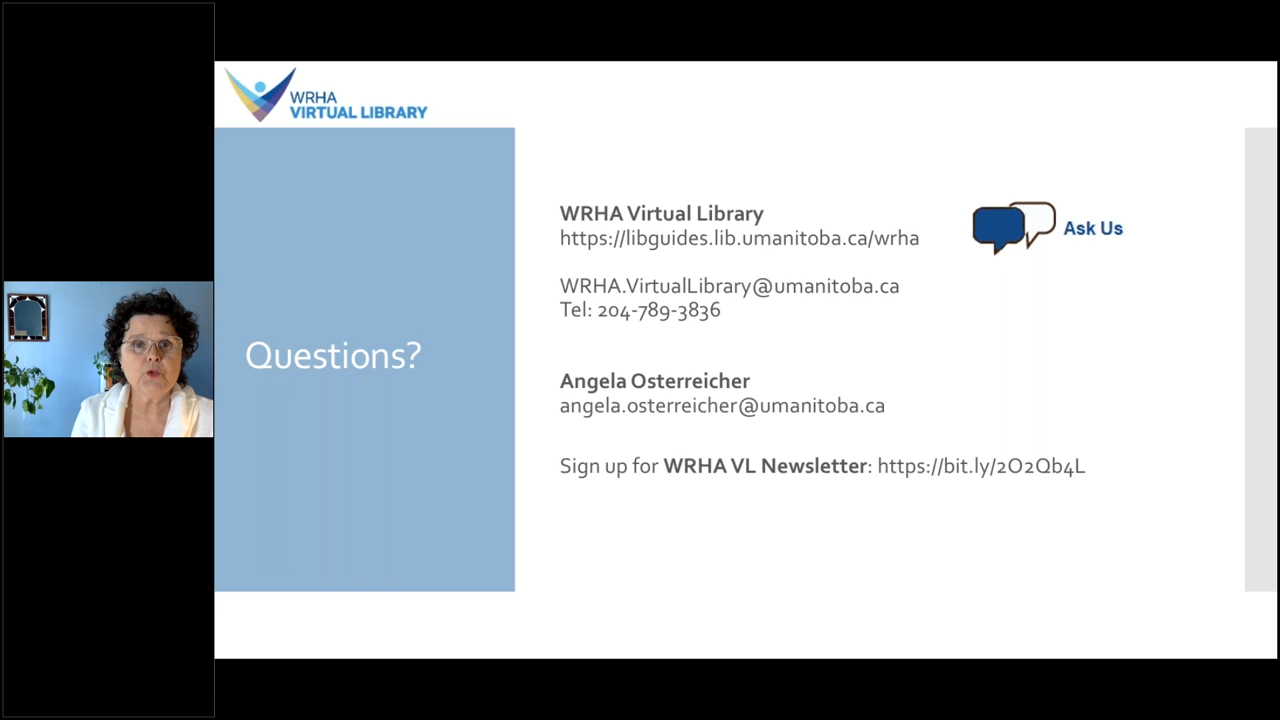 WRHA
VIRTUAL LIBRARY
Questions?
WRHA Virtual Library
https://libguides.lib.umanitoba.ca/wrha
Ask Us
WRHA.VirtualLibrary@umanitoba.ca
Tel: 204-789-3836
Angela Osterreicher
angela.osterreicher@umanitoba.ca
Sign up for WRHA VL Newsletter: https://bit.ly/2O2Qb4L